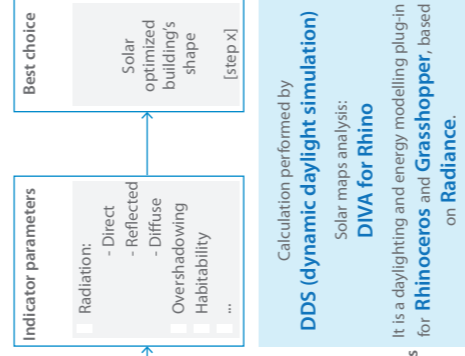 Indicator parameters
Radiation:
- Direct
- Reflected
- Diffuse
Overshadowing
Habitability
...
Best choice
Solar
optimized
building's
shape
[step x]
Calculation performed by
DDS (dynamic daylight simulation)
Solar maps analysis:
DIVA for Rhino
It is a daylighting and energy modelling plug-in
for Rhinoceros and Grasshopper, based
on Radiance.
s